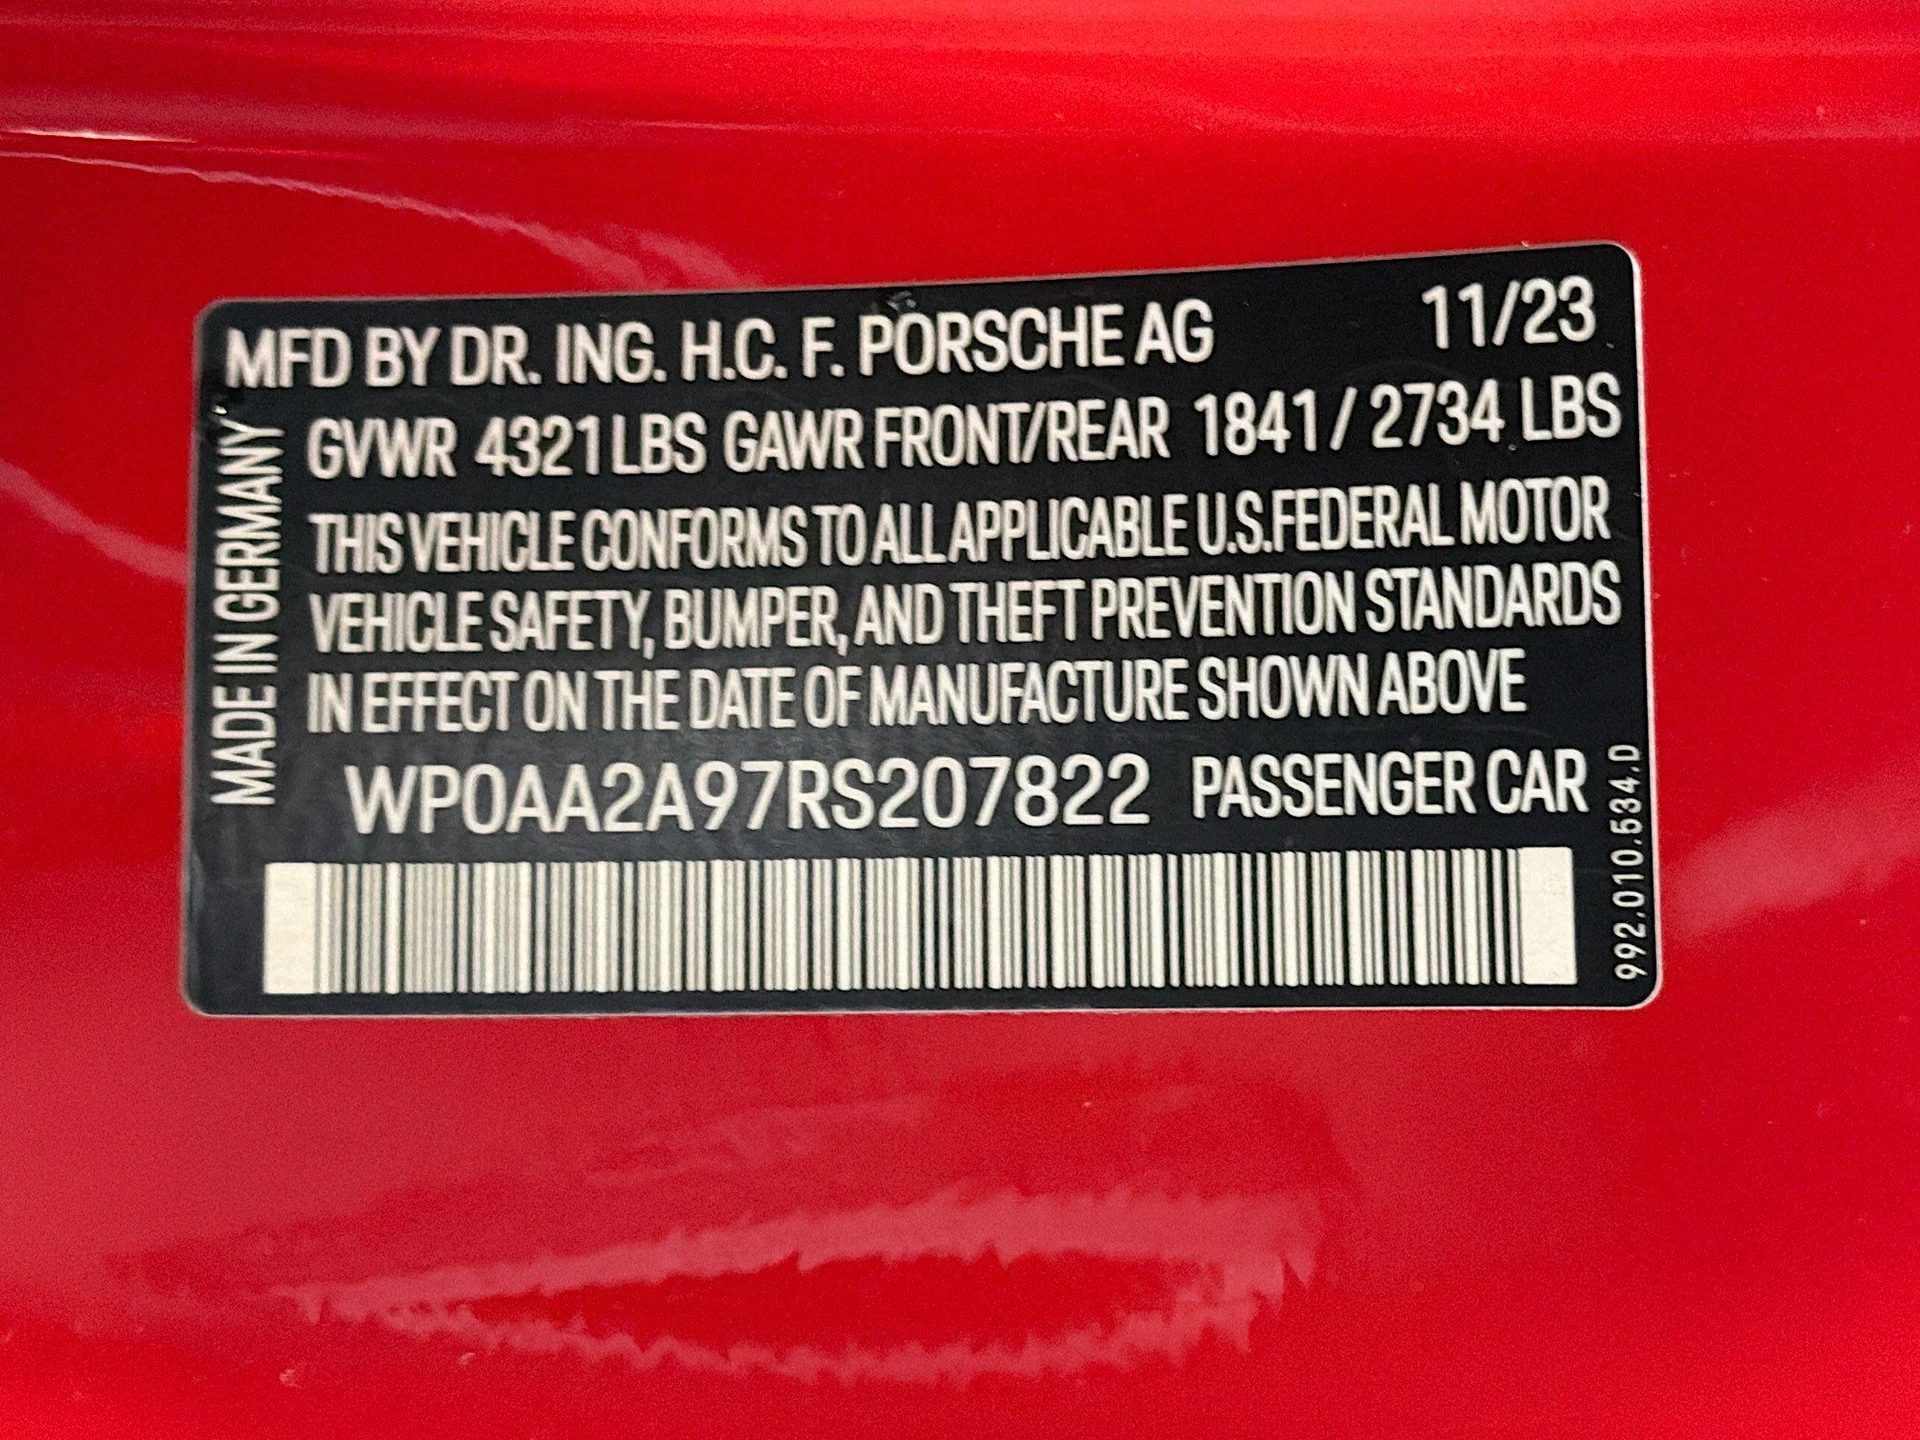 MFD BY DR. ING. H.C. F. PORSCHE AG 11/23
GVWR 4321 LBS GAWR FRONT/REAR 1841 / 2734 LBS
THIS VEHICLE CONFORMS TO ALL APPLICABLE U.S.FEDERAL MOTOR
VEHICLE SAFETY, BUMPER, AND THEFT PREVENTION STANDARDS
IN EFFECT ON THE DATE OF MANUFACTURE SHOWN ABOVE
WP0AA2A97RS207822 PASSENGER CAR
MADE IN GERMANY
992.010.534.D